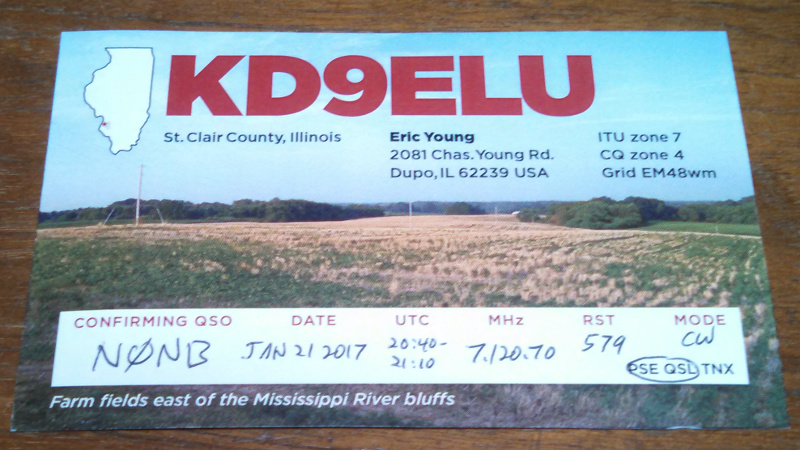 KD9ELU
St. Clair County, Illinois
Eric Young
2081 Chas. Young Rd.
Dupo, IL 62239 USA
ITU zone 7
CQ zone 4
Grid EM48wm
CONFIRMING QSO DATE UTC MHz RST MODE
NØNB JAN 21 2017 20:40-21:10 7.120.70 579 CW
PSE QSL TNX
Farm fields east of the Mississippi River bluffs